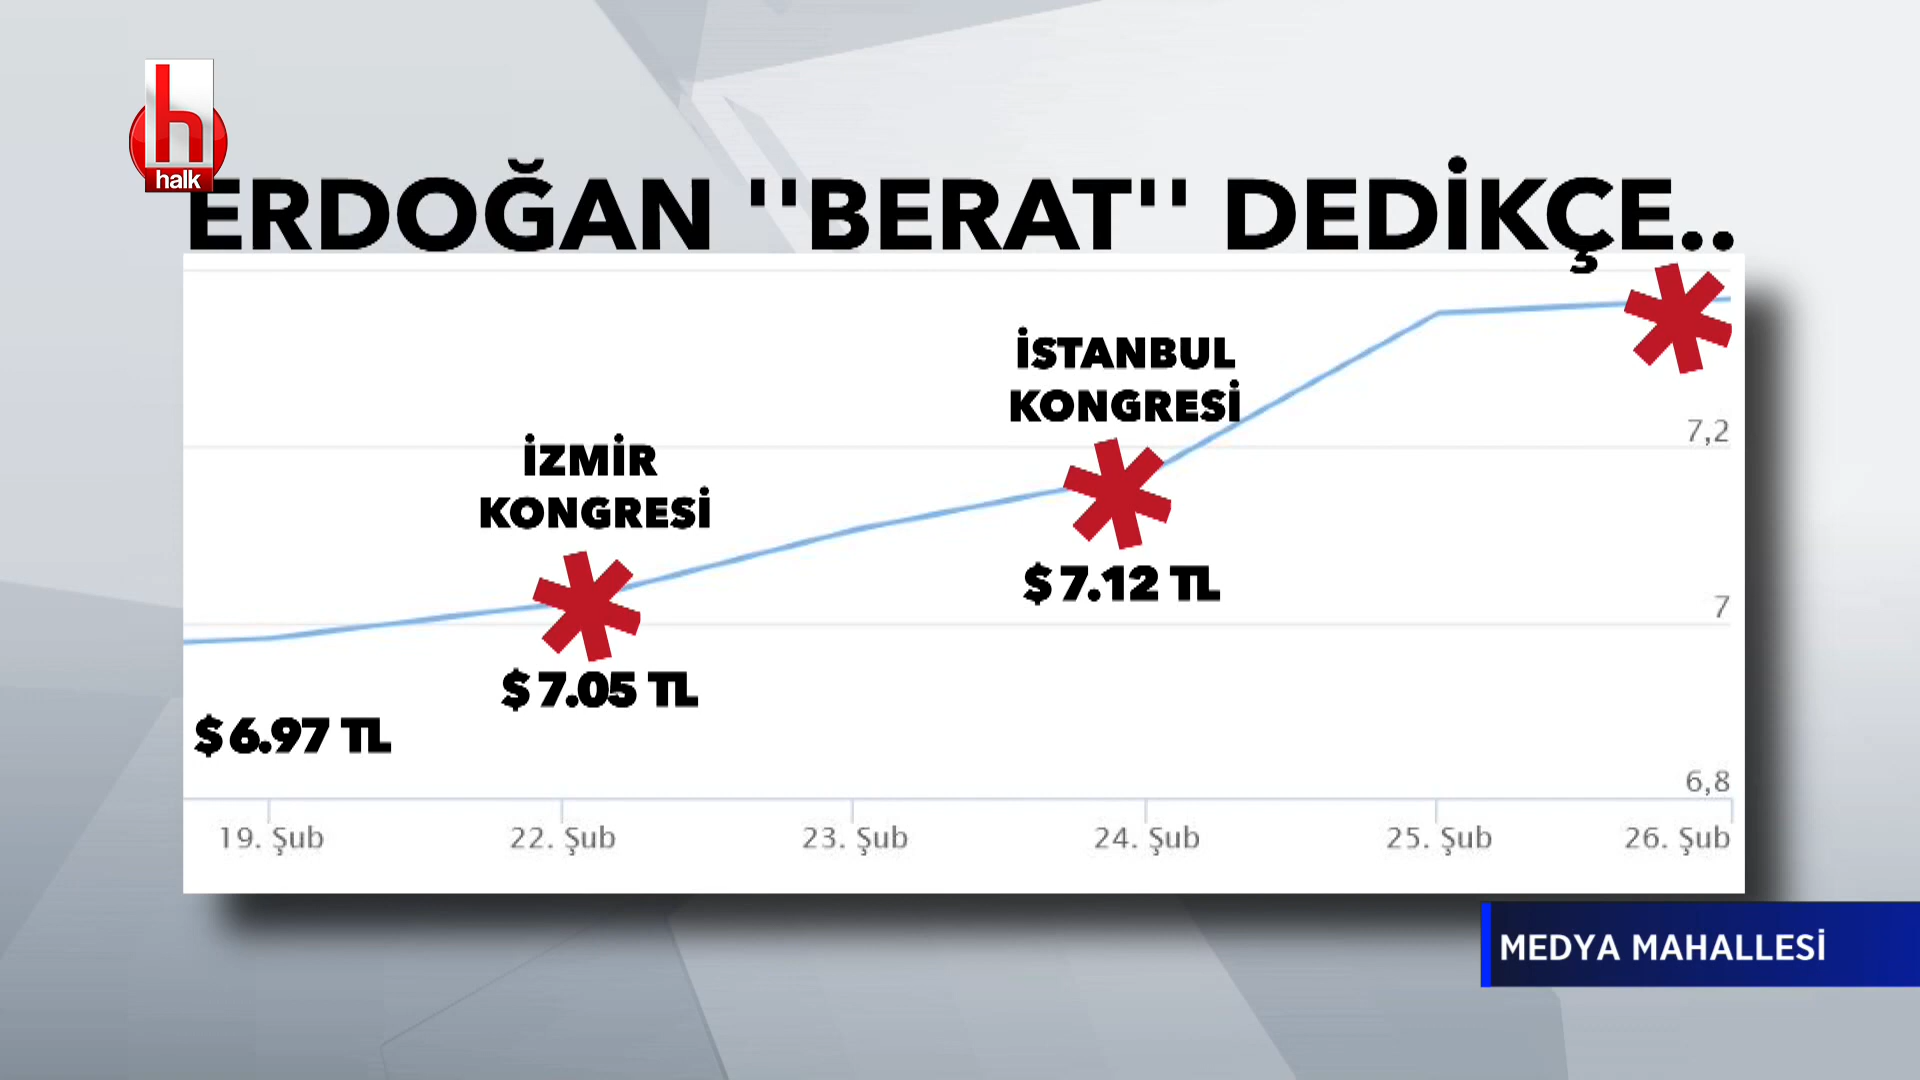 h
halk
ERDOĞAN "BERAT" DEDİKÇE..
İSTANBUL
KONGRESİ
7,2
İZMİR
KONGRESİ
$ 7.12 TL
7
$ 7.05 TL
$ 6.97 TL
6,8
19. Şub 22. Şub 23. Şub 24. Şub 25. Şub 26. Şub
MEDYA MAHALLESİ